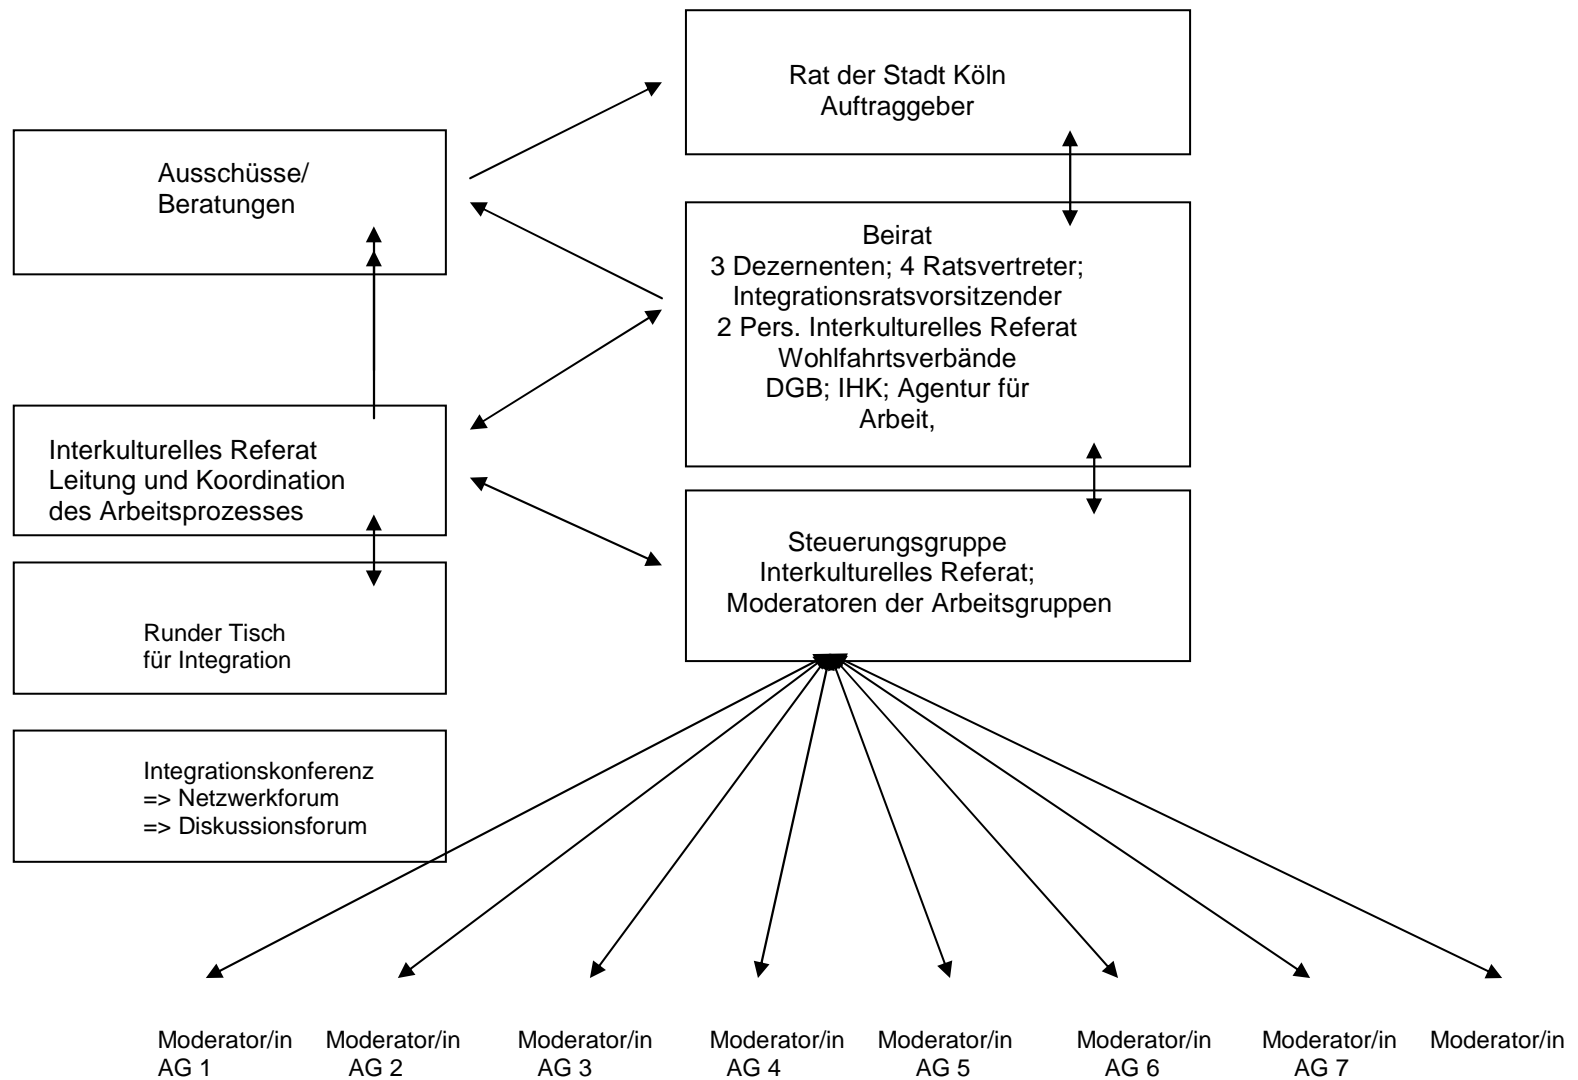 Rat der Stadt Köln
Auftraggeber
Ausschüsse/
Beratungen
Beirat
3 Dezernenten; 4 Ratsvertreter;
Integrationsratsvorsitzender
2 Pers. Interkulturelles Referat
Wohlfahrtsverbände
DGB; IHK; Agentur für
Arbeit,
Interkulturelles Referat
Leitung und Koordination
des Arbeitsprozesses
Steuerungsgruppe
Interkulturelles Referat;
Moderatoren der Arbeitsgruppen
Runder Tisch
für Integration
Integrationskonferenz
=> Netzwerkforum
=> Diskussionsforum
Moderator/in Moderator/in Moderator/in Moderator/in Moderator/in Moderator/in Moderator/in Moderator/in
AG 1 AG 2 AG 3 AG 4 AG 5 AG 6 AG 7